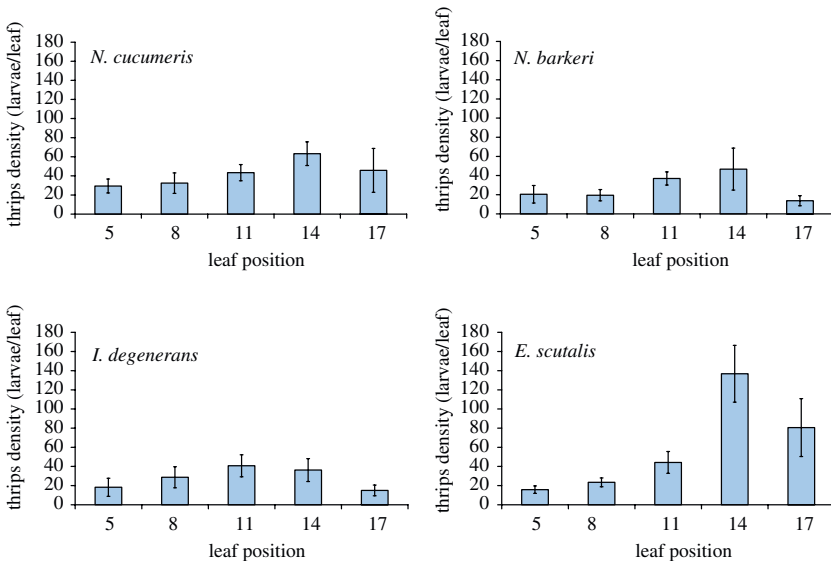 N. cucumeris
thrips density (larvae/leaf)
180
160
140
120
100
80
60
40
20
0
5 8 11 14 17
leaf position
N. barkeri
thrips density (larvae/leaf)
180
160
140
120
100
80
60
40
20
0
5 8 11 14 17
leaf position
I. degenerans
thrips density (larvae/leaf)
180
160
140
120
100
80
60
40
20
0
5 8 11 14 17
leaf position
E. scutalis
thrips density (larvae/leaf)
180
160
140
120
100
80
60
40
20
0
5 8 11 14 17
leaf position